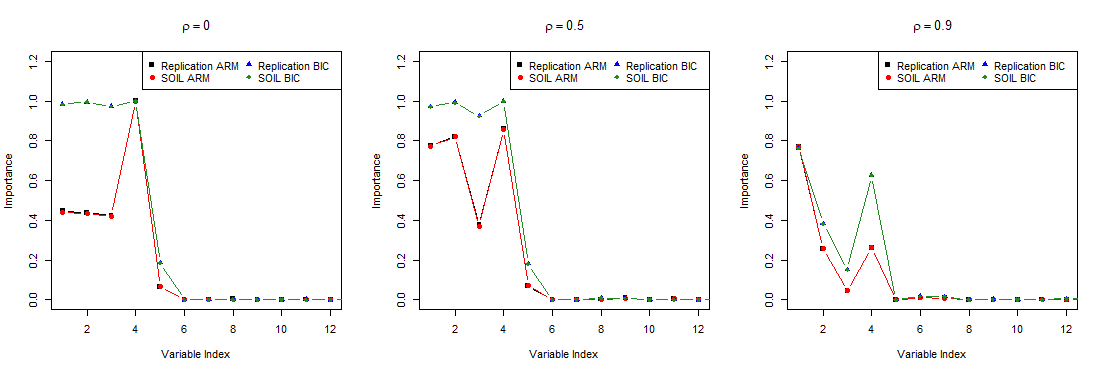 ρ = 0
Importance
0.0 0.2 0.4 0.6 0.8 1.0 1.2
Replication ARM Replication BIC
SOIL ARM SOIL BIC
2 4 6 8 10 12
Variable Index
ρ = 0.5
Importance
0.0 0.2 0.4 0.6 0.8 1.0 1.2
Replication ARM Replication BIC
SOIL ARM SOIL BIC
2 4 6 8 10 12
Variable Index
ρ = 0.9
Importance
0.0 0.2 0.4 0.6 0.8 1.0 1.2
Replication ARM Replication BIC
SOIL ARM SOIL BIC
2 4 6 8 10 12
Variable Index